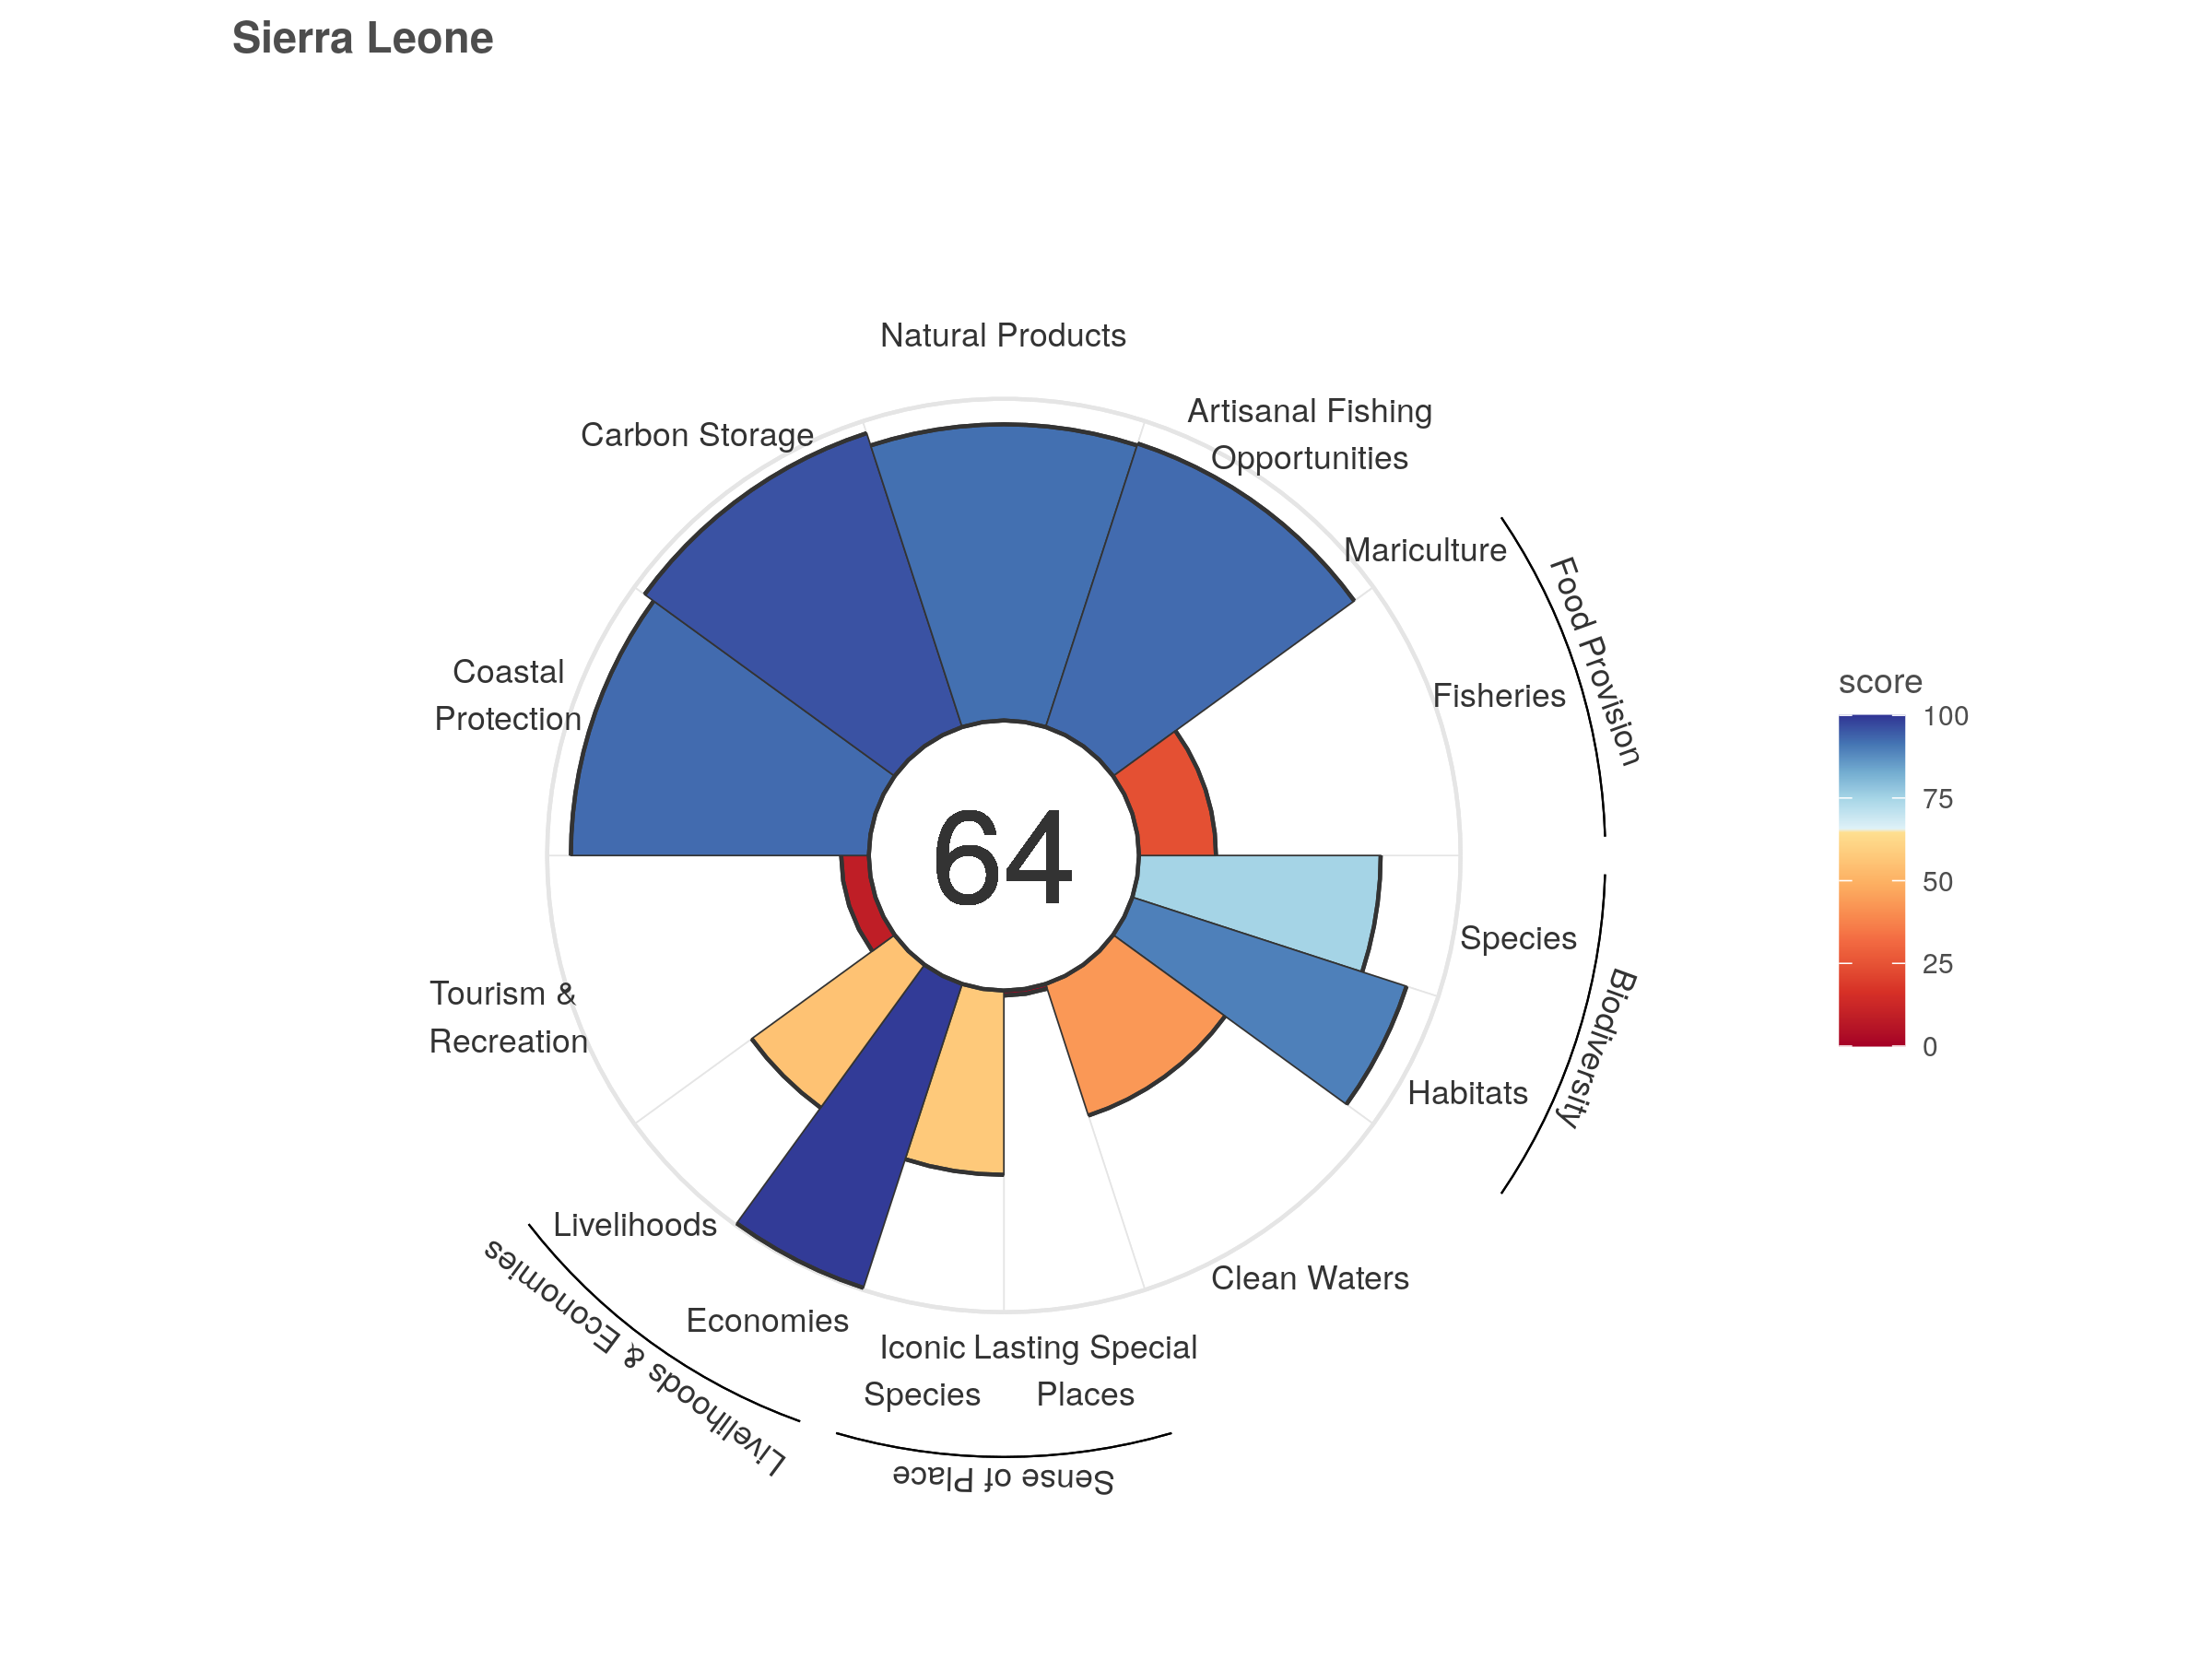 Sierra Leone
Natural Products
Artisanal Fishing
Opportunities
Carbon Storage
Mariculture
Food Provision
Fisheries
Coastal
Protection
score
100
75
50
25
0
64
Species
Biodiversity
Habitats
Tourism &
Recreation
Livelihoods
Livelihoods & Economies
Economies
Clean Waters
Iconic
Species
Lasting Special
Places
Sense of Place